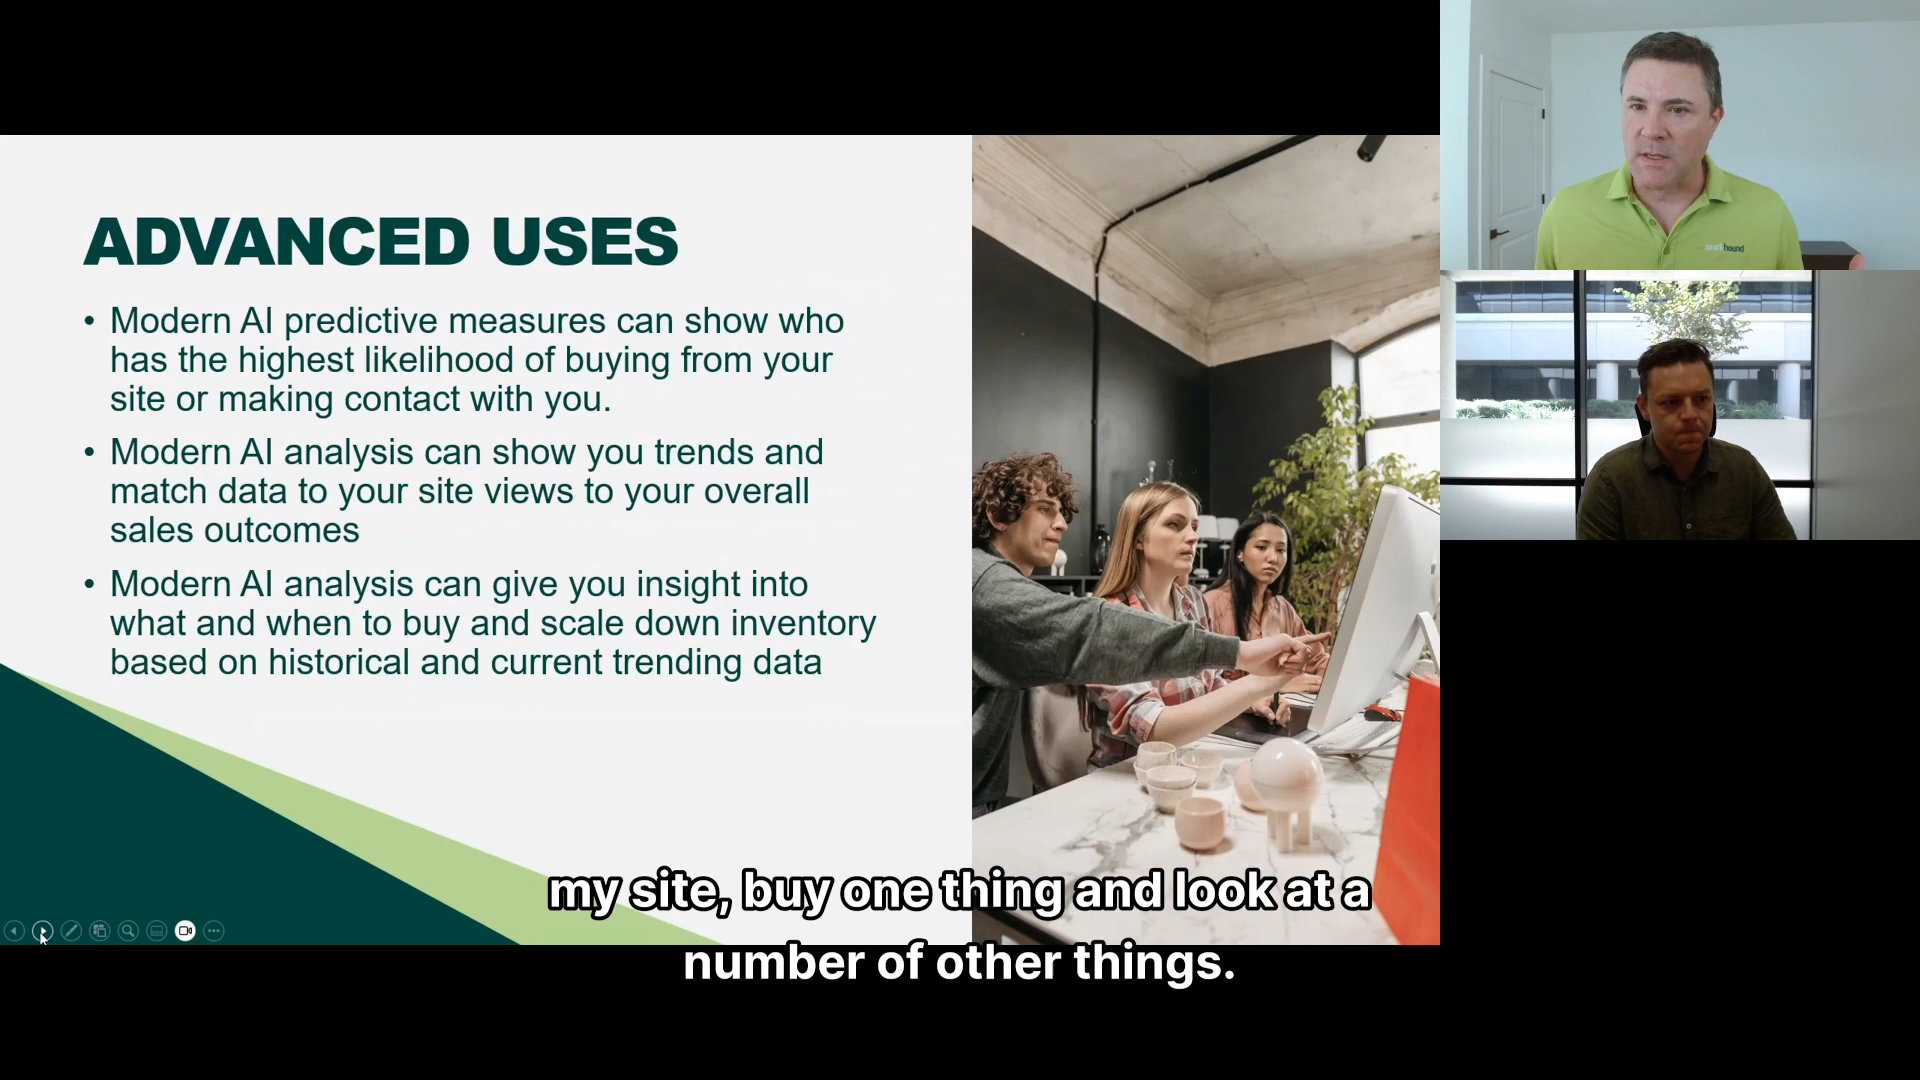 ADVANCED USES
• Modern AI predictive measures can show who
has the highest likelihood of buying from your
site or making contact with you.
• Modern AI analysis can show you trends and
match data to your site views to your overall
sales outcomes
• Modern AI analysis can give you insight into
what and when to buy and scale down inventory
based on historical and current trending data
sparkhound
my site, buy one thing and look at a
number of other things.